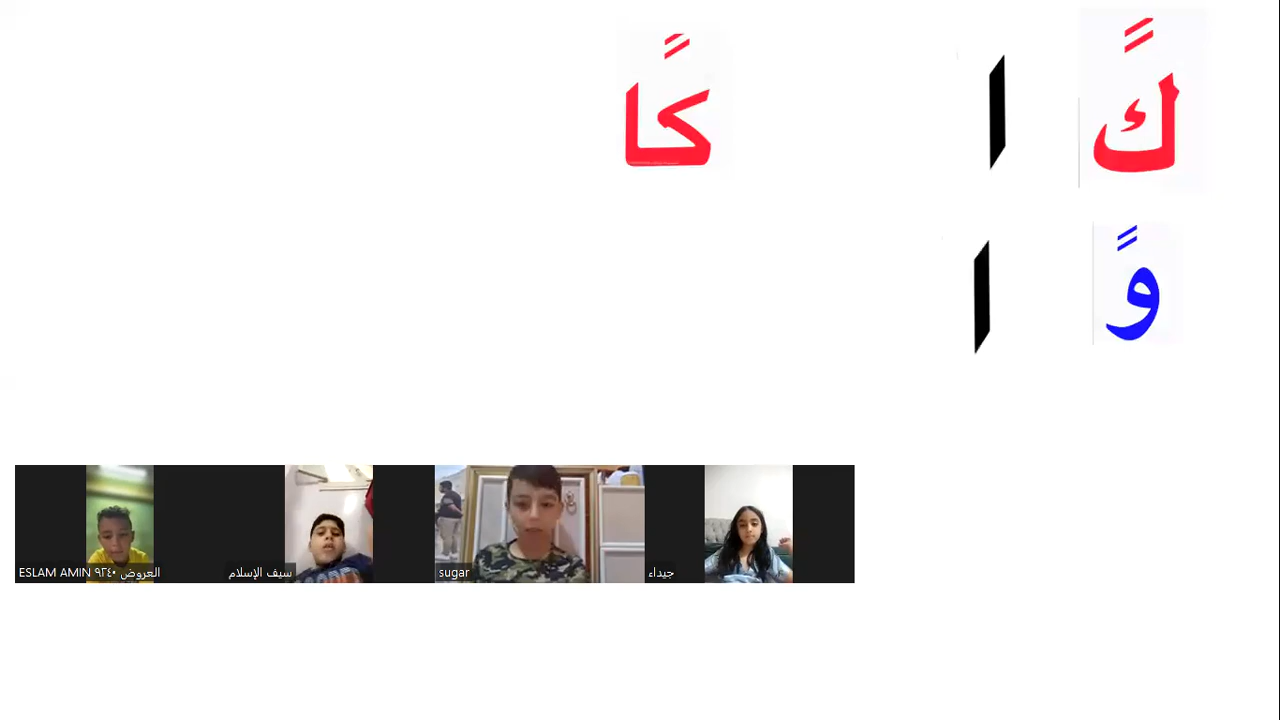 كً ا كًا
وً ا
ESLAM AMIN العروض ٩٢٤٠
سيف الإسلام
sugar
جيداء